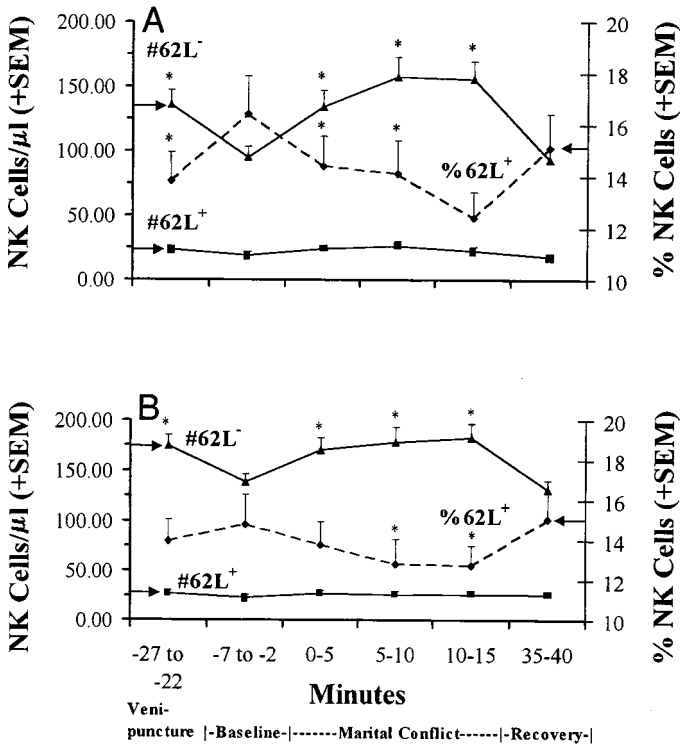 A
NK Cells/μl (+SEM)
200.00
150.00
100.00
50.00
0.00
#62L⁻
%62L⁺
#62L⁺
* * * * * * *
20
18
16
14
12
10
% NK Cells (+SEM)
B
NK Cells/μl (+SEM)
200.00
150.00
100.00
50.00
0.00
#62L⁻
%62L⁺
#62L⁺
* * * * * *
20
18
16
14
12
10
% NK Cells (+SEM)
-27 to -7 to -2 0-5 5-10 10-15 35-40
-22
Minutes
Veni-
puncture |-Baseline-|------Marital Conflict-----|-Recovery-|